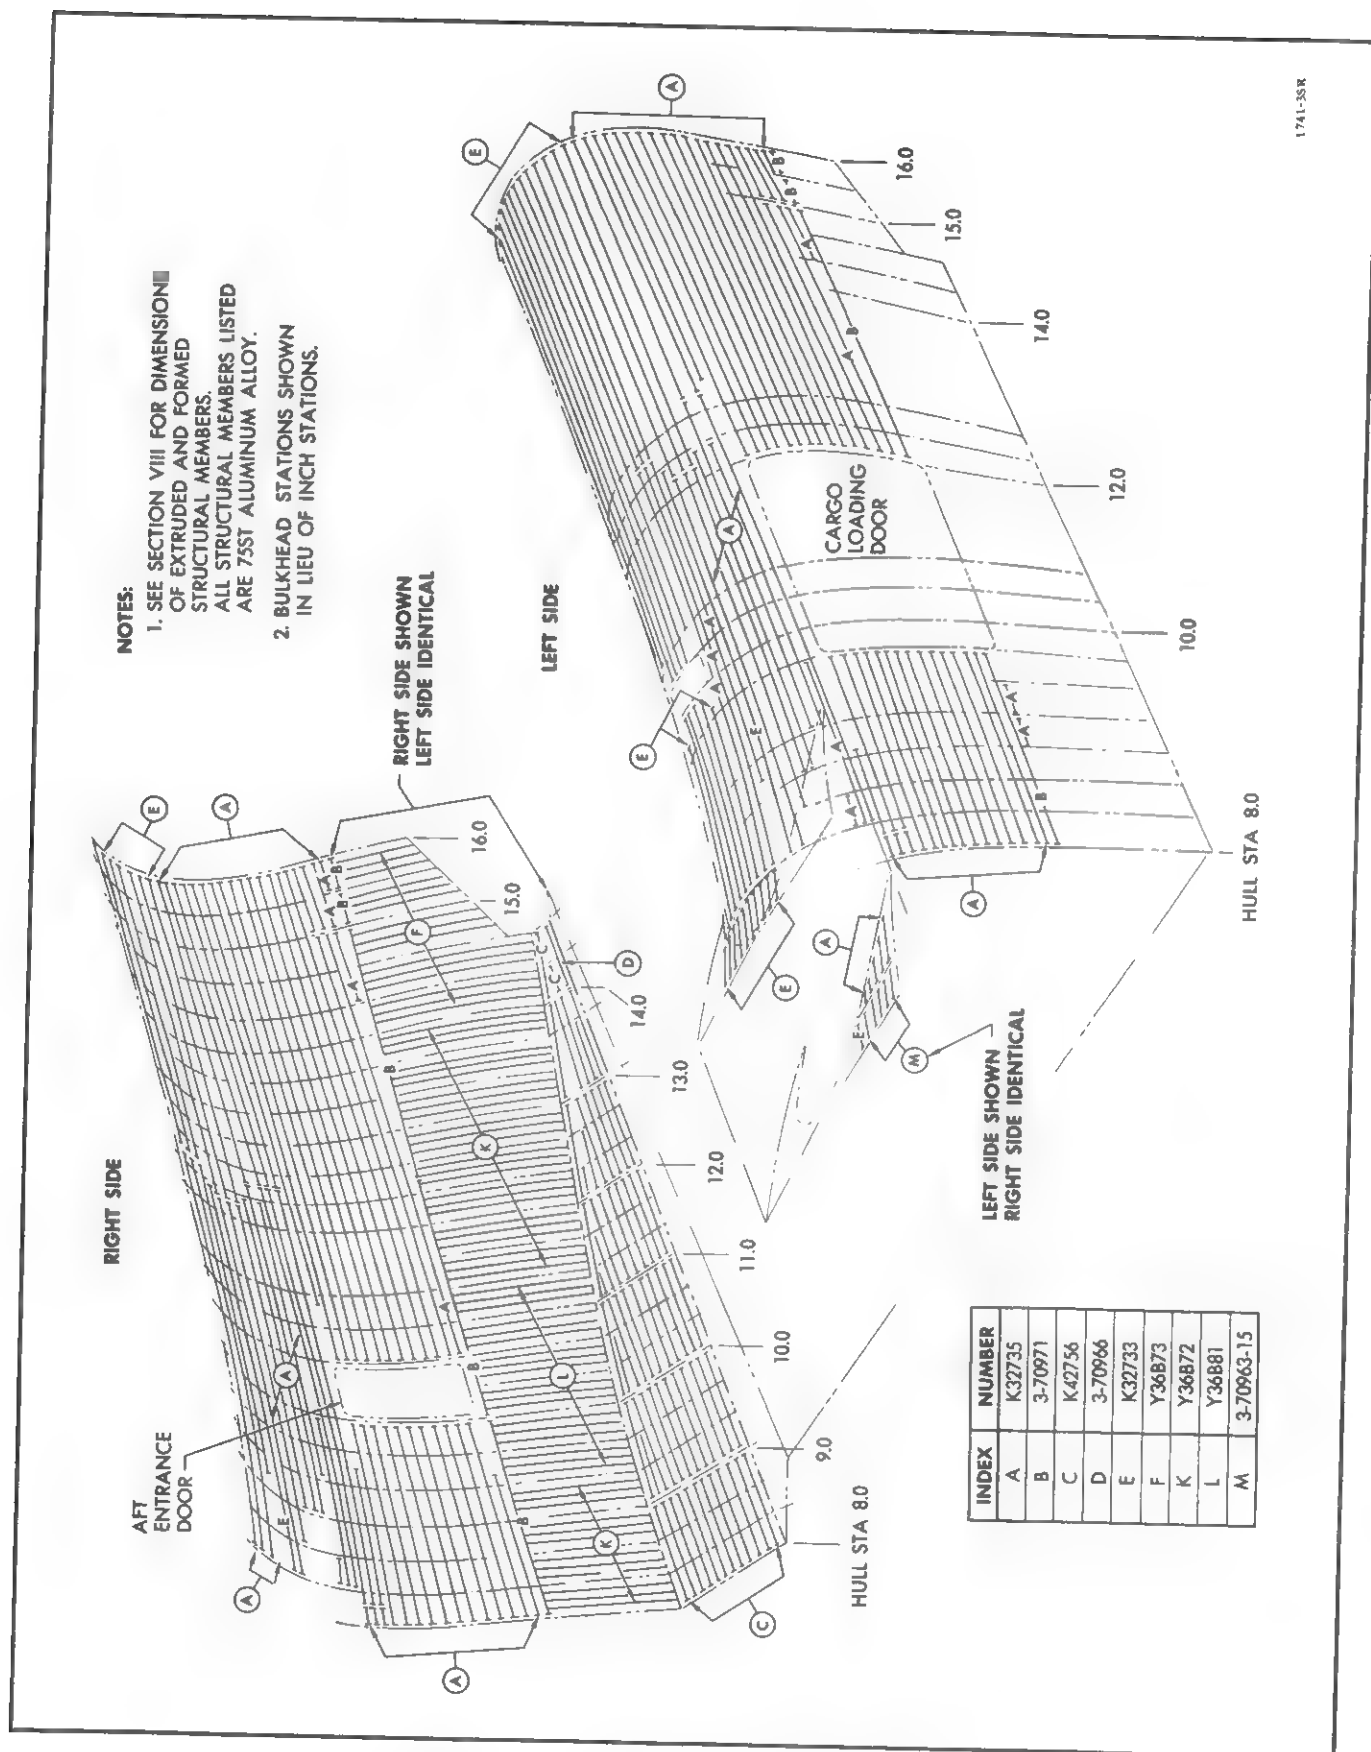 NOTES:
1. SEE SECTION VIII FOR DIMENSION
OF EXTRUDED AND FORMED
STRUCTURAL MEMBERS.
ALL STRUCTURAL MEMBERS LISTED
ARE 75ST ALUMINUM ALLOY.
2. BULKHEAD STATIONS SHOWN
IN LIEU OF INCH STATIONS.
RIGHT SIDE
AFT
ENTRANCE
DOOR
RIGHT SIDE SHOWN
LEFT SIDE IDENTICAL
A
A
E
A
E
A
A
B
A
B
A
B
A
B
B
F
K
L
K
C
C
D
C
16.0
15.0
14.0
13.0
12.0
11.0
10.0
9.0
HULL STA 8.0
LEFT SIDE
E
A
B
B
A
B
A
A
A
A
A
E
E
A
A
CARGO
LOADING
DOOR
A
A
B
A
E
A
E
M
16.0
15.0
14.0
12.0
10.0
HULL STA 8.0
LEFT SIDE SHOWN
RIGHT SIDE IDENTICAL
INDEX NUMBER
A K32735
B 3-70971
C K42756
D 3-70966
E K32733
F Y36B73
K Y36B72
L Y36B81
M 3-70963-15
1741-3SR